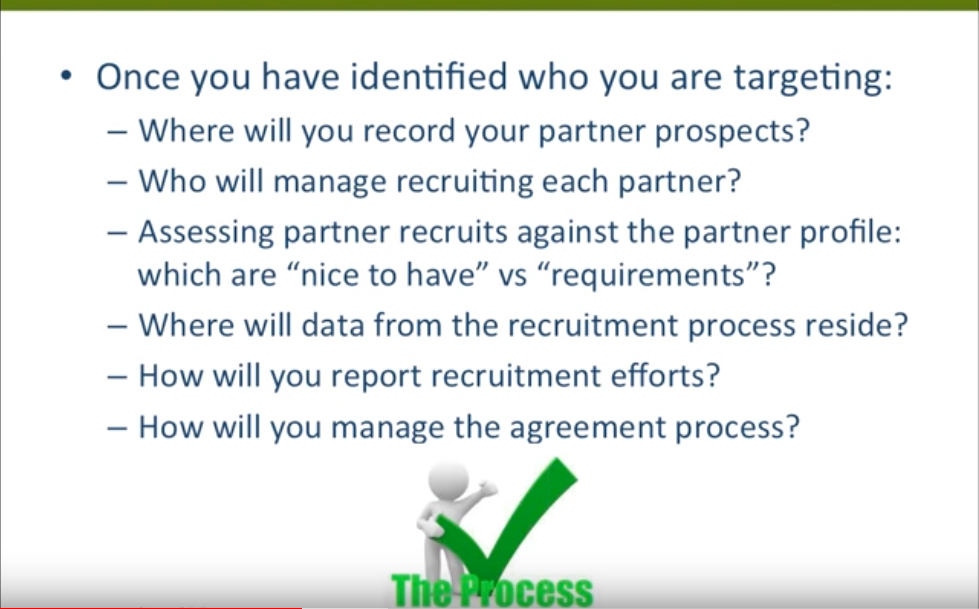 • Once you have identified who you are targeting:
– Where will you record your partner prospects?
– Who will manage recruiting each partner?
– Assessing partner recruits against the partner profile:
which are “nice to have” vs “requirements”?
– Where will data from the recruitment process reside?
– How will you report recruitment efforts?
– How will you manage the agreement process?
The Process